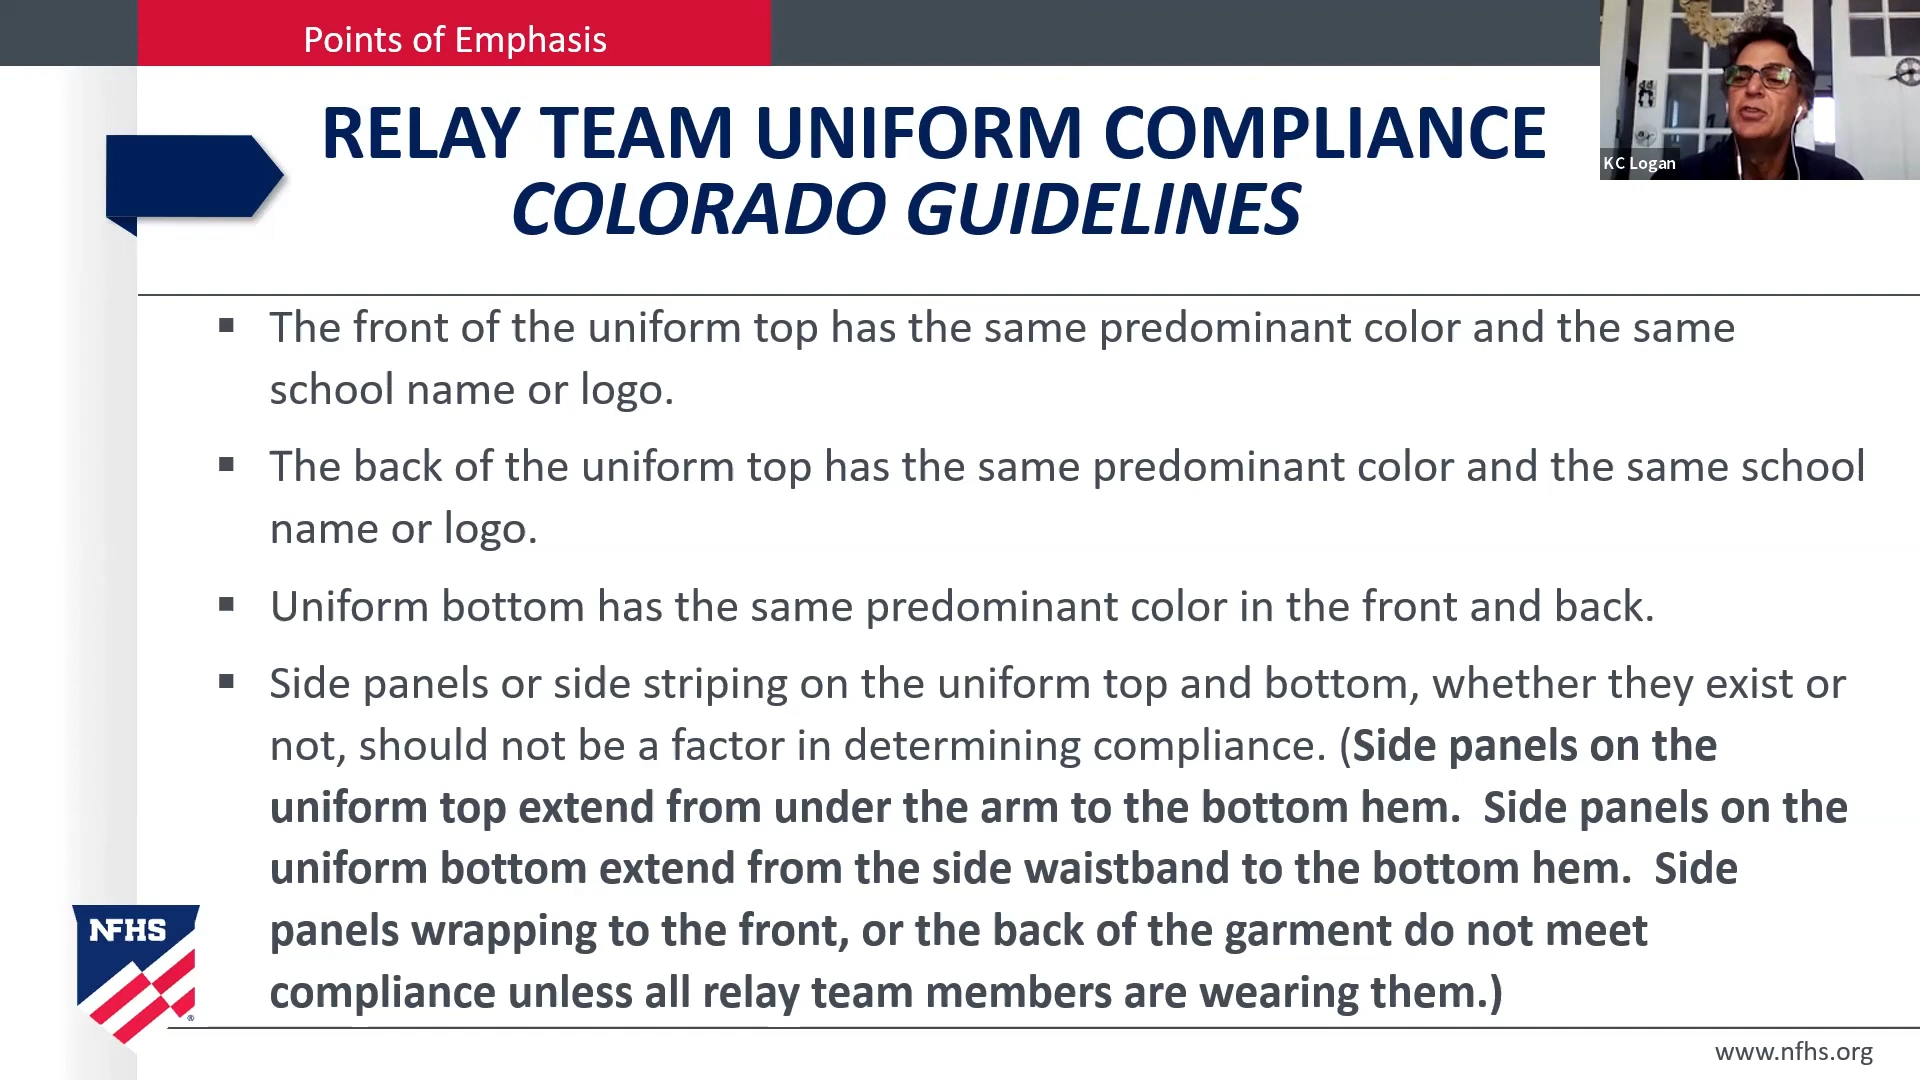 Points of Emphasis
RELAY TEAM UNIFORM COMPLIANCE
COLORADO GUIDELINES
KC Logan
▪ The front of the uniform top has the same predominant color and the same
school name or logo.
▪ The back of the uniform top has the same predominant color and the same school
name or logo.
▪ Uniform bottom has the same predominant color in the front and back.
▪ Side panels or side striping on the uniform top and bottom, whether they exist or
not, should not be a factor in determining compliance. (Side panels on the
uniform top extend from under the arm to the bottom hem.  Side panels on the
uniform bottom extend from the side waistband to the bottom hem.  Side
panels wrapping to the front, or the back of the garment do not meet
compliance unless all relay team members are wearing them.)
NFHS
®
www.nfhs.org